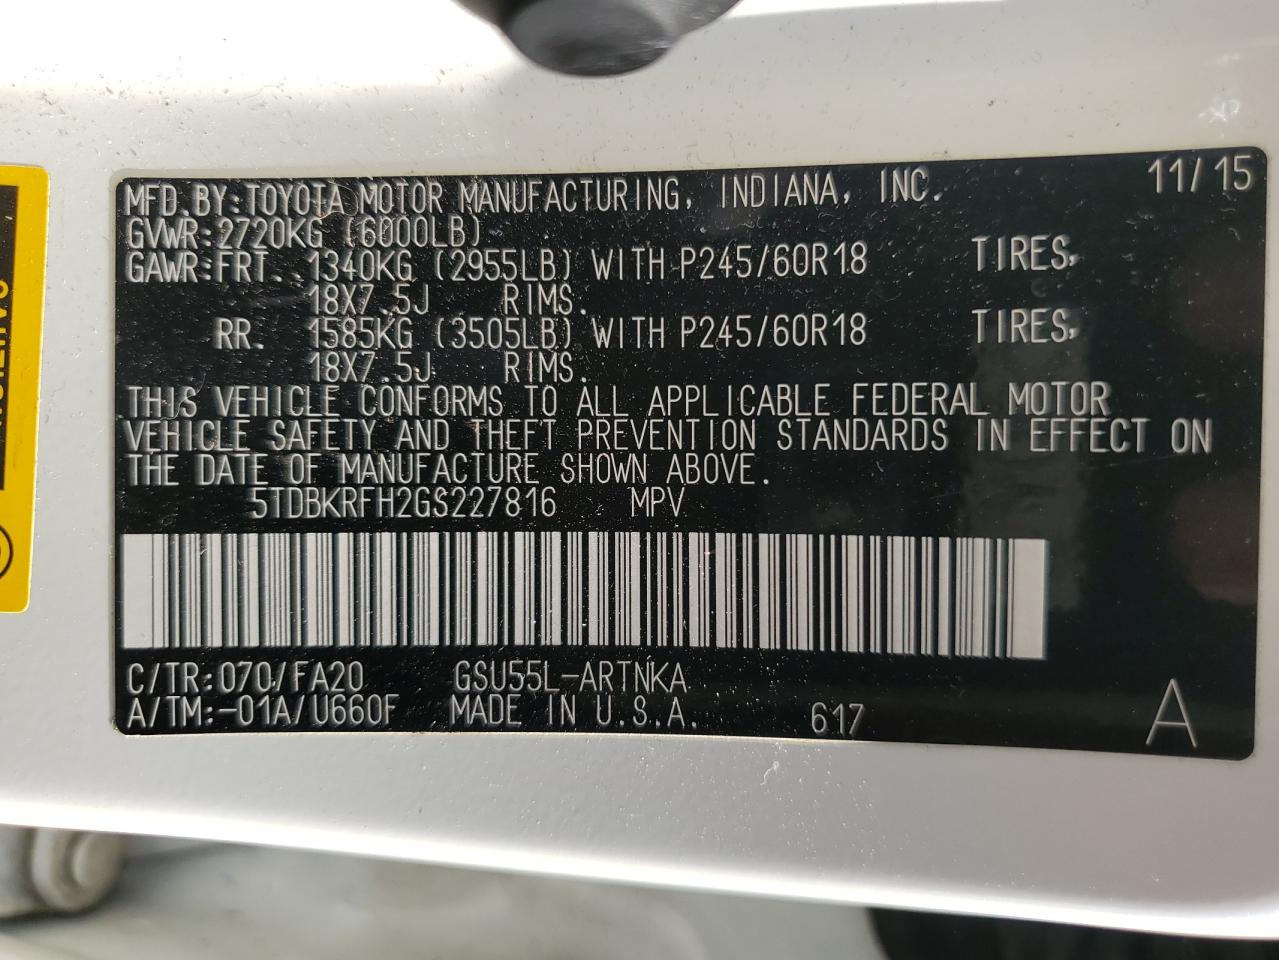 MFD.BY:TOYOTA MOTOR MANUFACTURING, INDIANA, INC. 11/15
GVWR:2720KG (6000LB)
GAWR:FRT. 1340KG (2955LB) WITH P245/60R18 TIRES,
18X7.5J RIMS.
RR. 1585KG (3505LB) WITH P245/60R18 TIRES,
18X7.5J RIMS.
THIS VEHICLE CONFORMS TO ALL APPLICABLE FEDERAL MOTOR
VEHICLE SAFETY AND THEFT PREVENTION STANDARDS IN EFFECT ON
THE DATE OF MANUFACTURE SHOWN ABOVE.
5TDBKRFH2GS227816 MPV
C/TR:070/FA20 GSU55L-ARTNKA
A/TM:-01A/U660F MADE IN U.S.A. 617 A